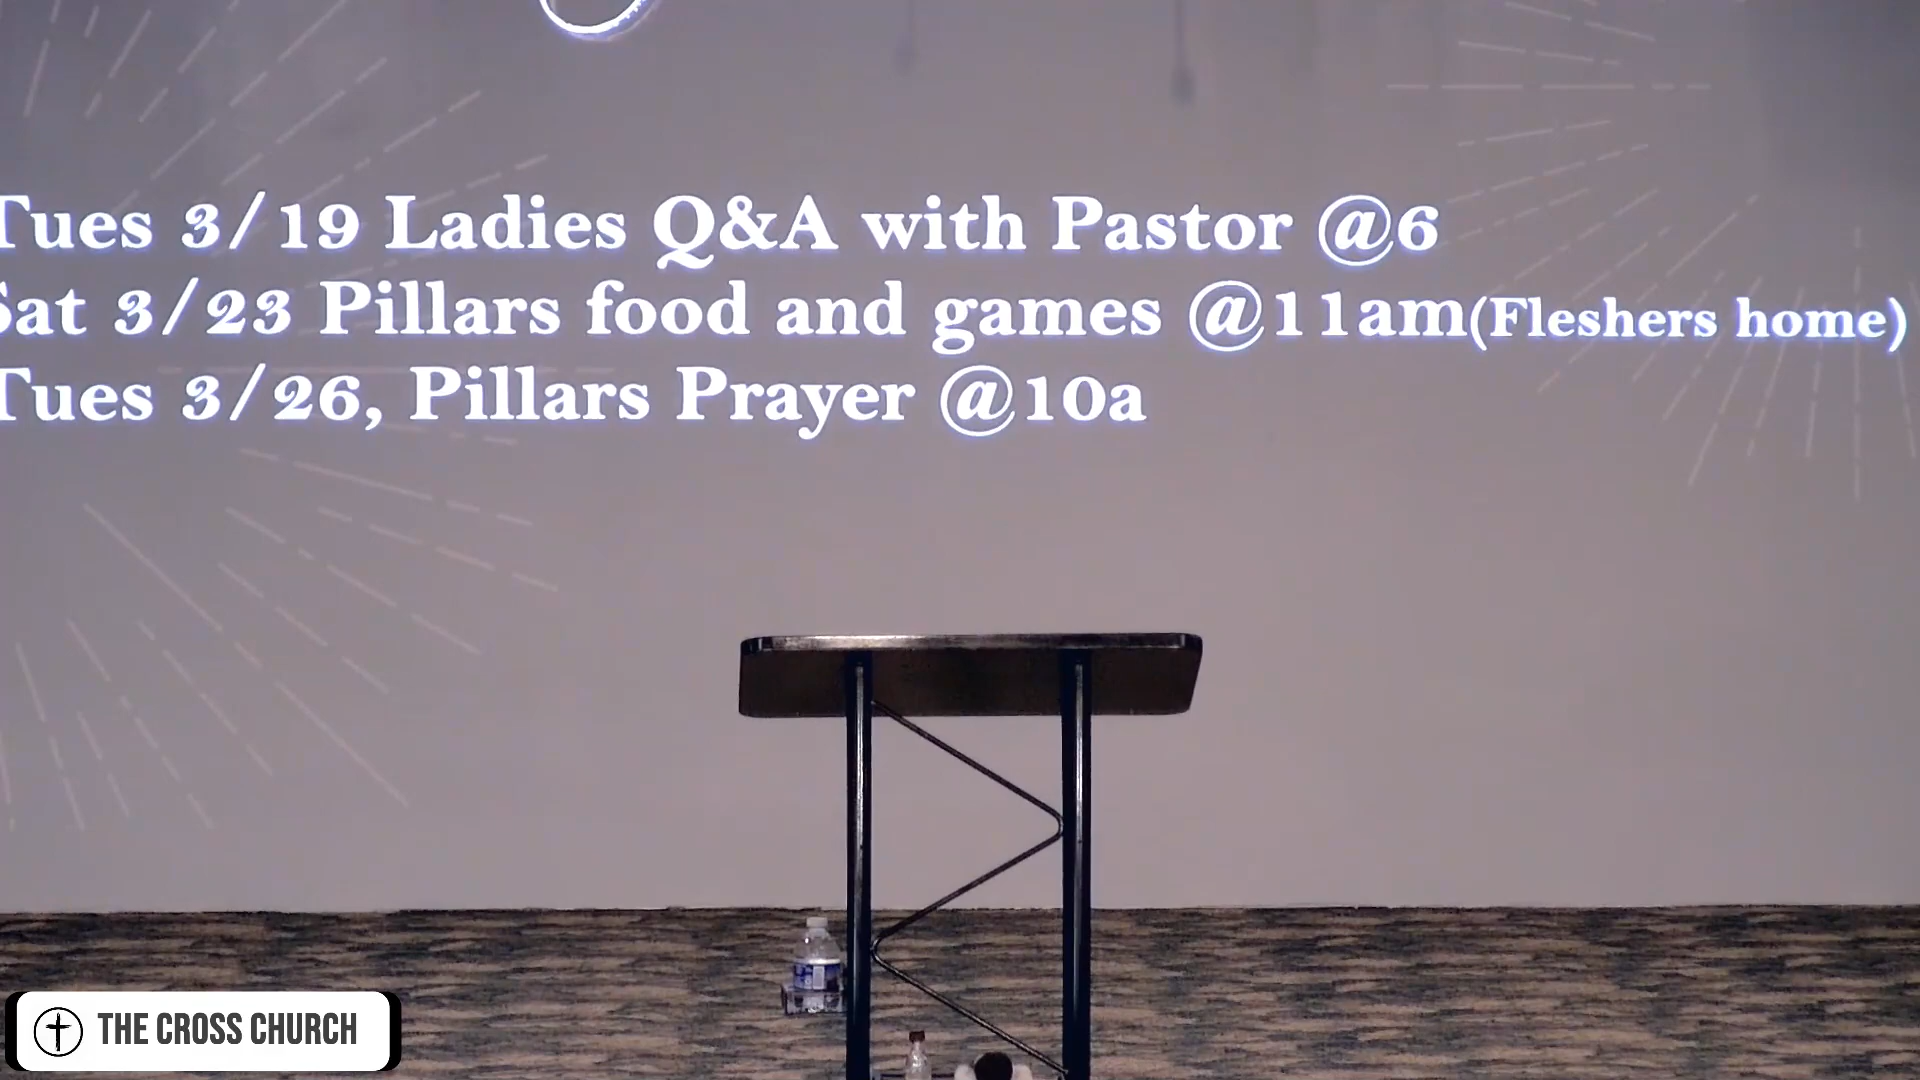 Tues 3/19 Ladies Q&A with Pastor @6
Sat 3/23 Pillars food and games @11am(Fleshers home)
Tues 3/26, Pillars Prayer @10a
THE CROSS CHURCH